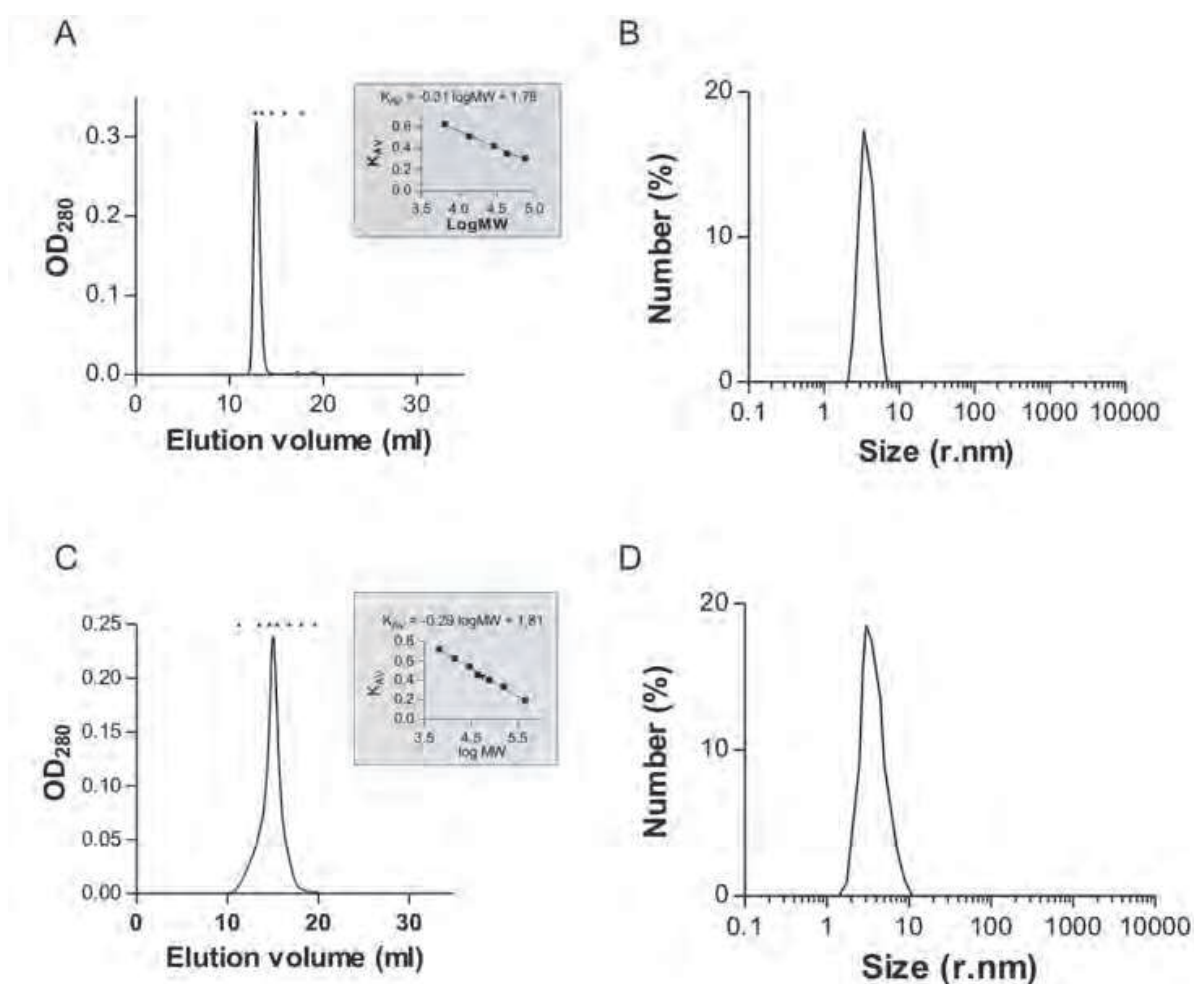 A
0.3
0.2
0.1
0.0
OD280
0 10 20 30
Elution volume (ml)
KAV = -0.31 logMW + 1.78
0.6
0.4
0.2
0.0
KAV
3.5 4.0 4.5 5.0
LogMW
B
20
10
0
Number (%)
0.1 1 10 100 1000 10000
Size (r.nm)
C
0.25
0.20
0.15
0.10
0.05
0.00
OD280
0 10 20 30
Elution volume (ml)
KAV = -0.29 logMW + 1.81
0.8
0.6
0.4
0.2
0.0
KAV
3.5 4.5 5.5
log MW
D
20
10
0
Number (%)
0.1 1 10 100 1000 10000
Size (r.nm)